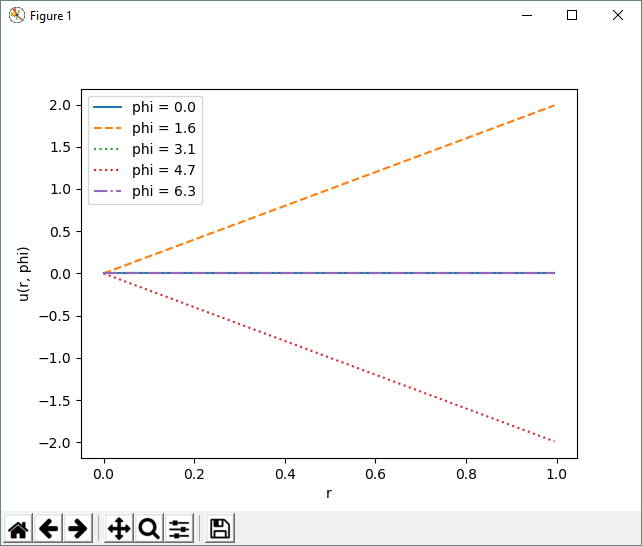 Figure 1
phi = 0.0
phi = 1.6
phi = 3.1
phi = 4.7
phi = 6.3
2.0
1.5
1.0
0.5
0.0
−0.5
−1.0
−1.5
−2.0
u(r, phi)
0.0 0.2 0.4 0.6 0.8 1.0
r